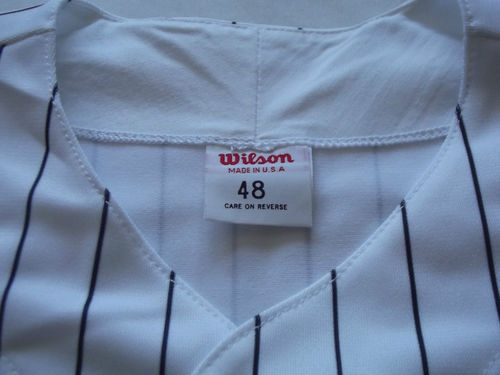 Wilson
MADE IN U.S.A
48
CARE ON REVERSE